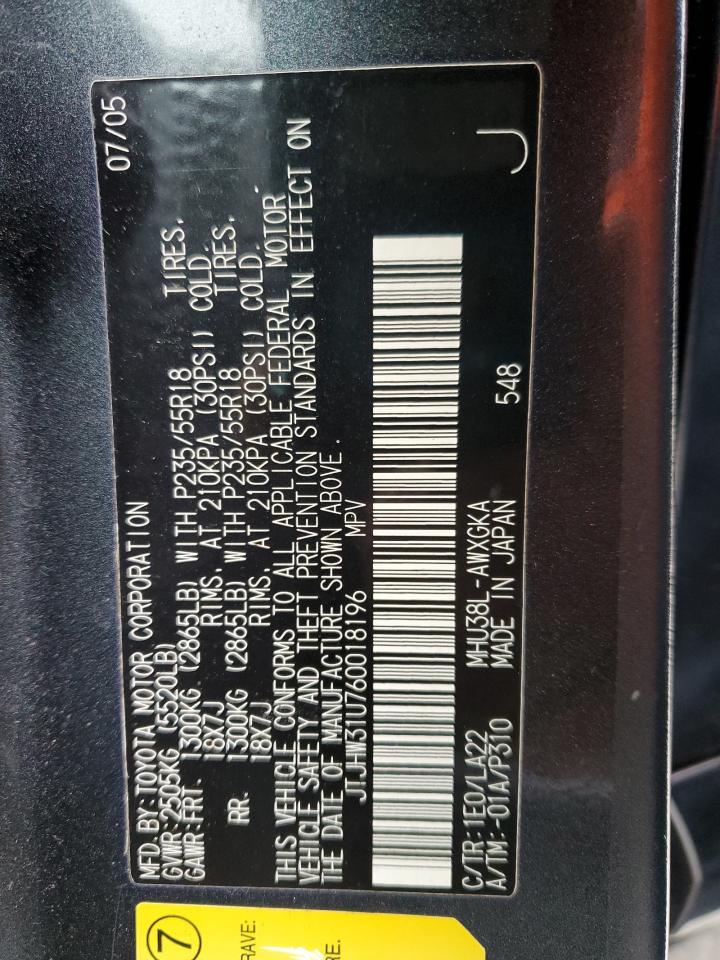 MFD. BY: TOYOTA MOTOR CORPORATION 07/05
GVWR: 2505KG (5520LB)
GAWR:FRT. 1300KG (2865LB) WITH P235/55R18 TIRES.
18X7J RIMS. AT 210KPA (30PSI) COLD.
RR. 1300KG (2865LB) WITH P235/55R18 TIRES.
18X7J RIMS. AT 210KPA (30PSI) COLD.
THIS VEHICLE CONFORMS TO ALL APPLICABLE FEDERAL MOTOR
VEHICLE SAFETY AND THEFT PREVENTION STANDARDS IN EFFECT ON
THE DATE OF MANUFACTURE SHOWN ABOVE.
JTJHW31U760018196 MPV
C/TR:1E0/LA22 MHU38L-AWXGKA
A/TM:-01A/P310 MADE IN JAPAN 548 J
7